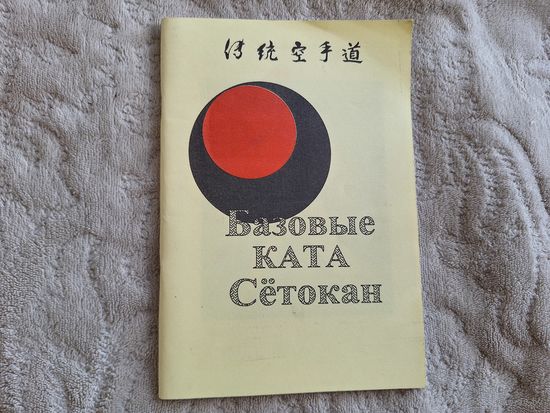 传统空手道
Базовые
КАТА
Сётокан